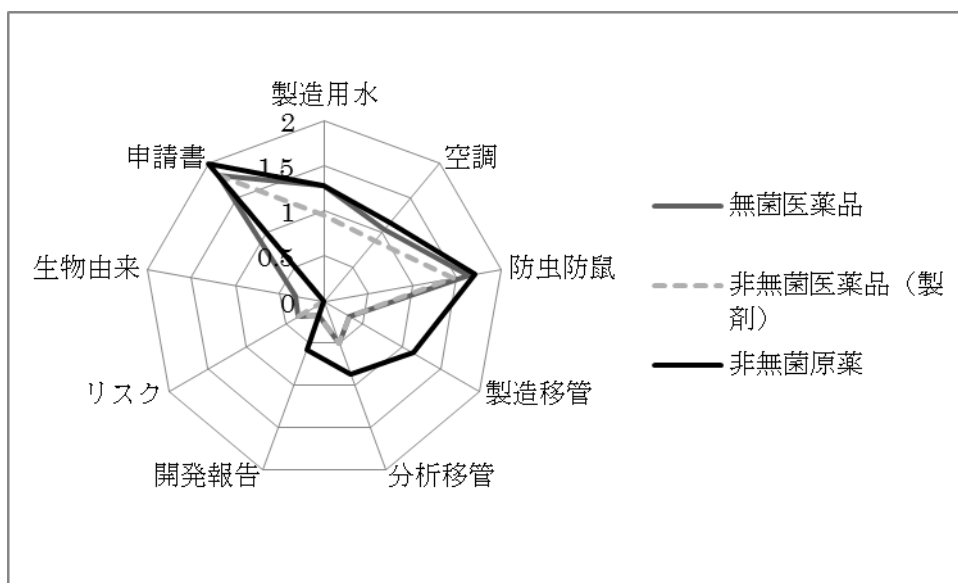 製造用水
2
空調
申請書
1.5
1
生物由来
0.5
防虫防鼠
0
リスク
製造移管
開発報告
分析移管
無菌医薬品
非無菌医薬品（製
剤）
非無菌原薬